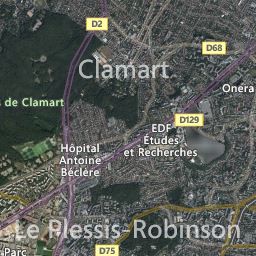 D2
D68
Clamart
Onera
s de Clamart
D129
EDF
Études
et Recherches
Hôpital
Antoine
Béclère
Le Plessis-Robinson
Parc
D75